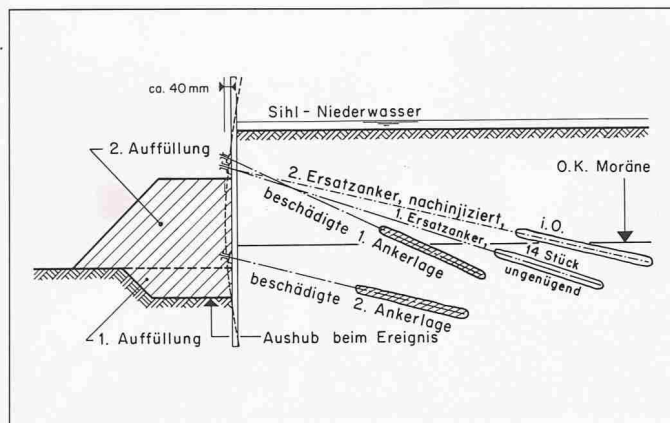 ca. 40 mm
Sihl - Niederwasser
2. Auffüllung
O.K. Moräne
2. Ersatzanker, nachinjiziert, i.O.
1. Ersatzanker, 14 Stück
ungenügend
beschädigte 1. Ankerlage
beschädigte 2. Ankerlage
1. Auffüllung
Aushub beim Ereignis